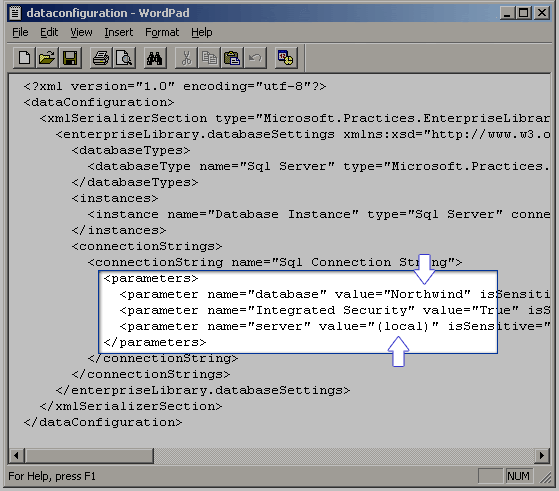 dataconfiguration - WordPad
File Edit View Insert Format Help
<?xml version="1.0" encoding="utf-8"?>
<dataConfiguration>
<xmlSerializerSection type="Microsoft.Practices.EnterpriseLibrar
<enterpriseLibrary.databaseSettings xmlns:xsd="http://www.w3.o
<databaseTypes>
<databaseType name="Sql Server" type="Microsoft.Practices.
</databaseTypes>
<instances>
<instance name="Database Instance" type="Sql Server" conne
</instances>
<connectionStrings>
<connectionString name="Sql Connection String">
<parameters>
<parameter name="database" value="Northwind" isSensiti
<parameter name="Integrated Security" value="True" isS
<parameter name="server" value="(local)" isSensitive="
</parameters>
</connectionString>
</connectionStrings>
</enterpriseLibrary.databaseSettings>
</xmlSerializerSection>
</dataConfiguration>
For Help, press F1
NUM